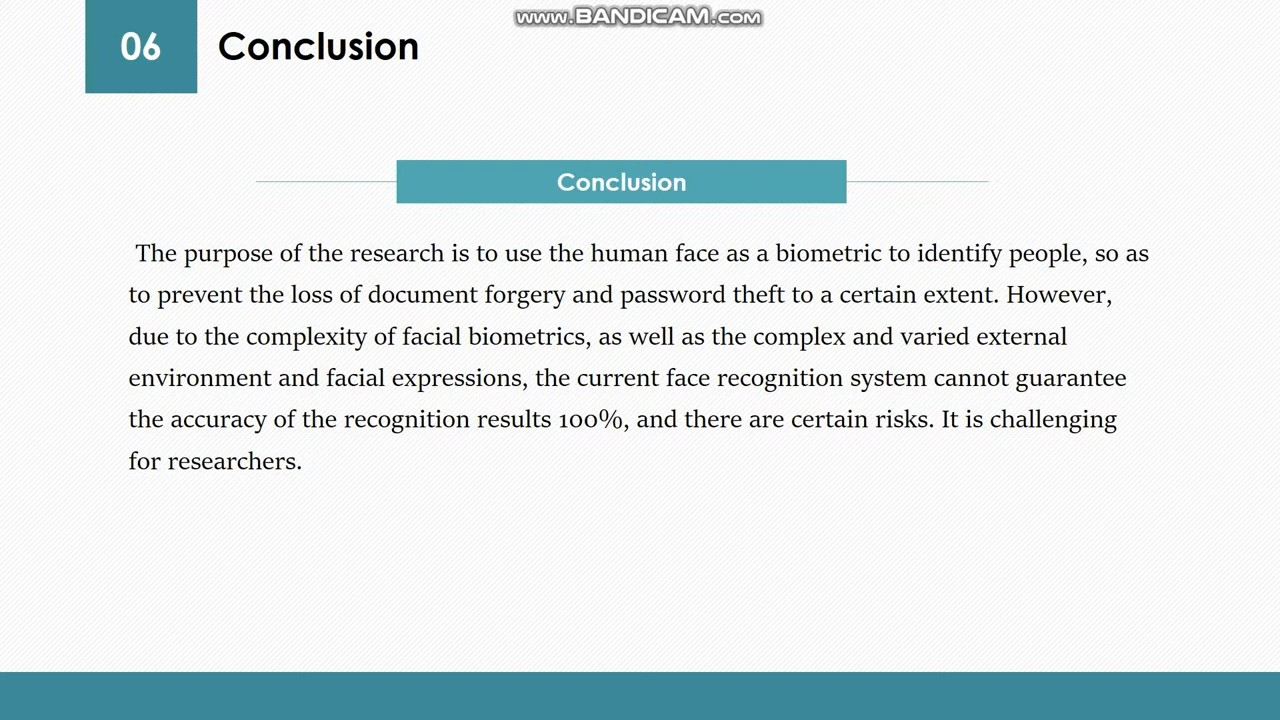 www.BANDICAM.com
06
Conclusion
Conclusion
The purpose of the research is to use the human face as a biometric to identify people, so as
to prevent the loss of document forgery and password theft to a certain extent. However,
due to the complexity of facial biometrics, as well as the complex and varied external
environment and facial expressions, the current face recognition system cannot guarantee
the accuracy of the recognition results 100%, and there are certain risks. It is challenging
for researchers.